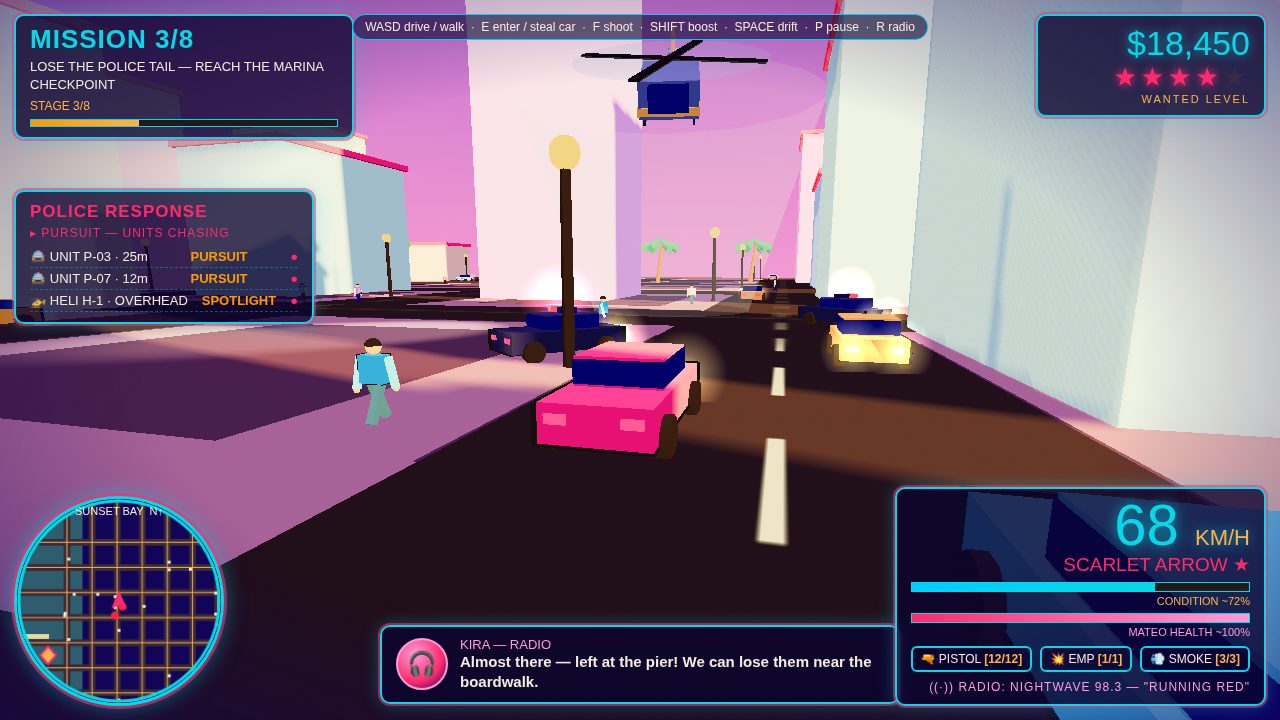 MISSION 3/8
LOSE THE POLICE TAIL — REACH THE MARINA
CHECKPOINT
STAGE 3/8
WASD drive / walk · E enter / steal car · F shoot · SHIFT boost · SPACE drift · P pause · R radio
$18,450
★★★★★
WANTED LEVEL
POLICE RESPONSE
▸ PURSUIT — UNITS CHASING
UNIT P-03 · 25m PURSUIT
UNIT P-07 · 12m PURSUIT
HELI H-1 · OVERHEAD SPOTLIGHT
SUNSET BAY
68 KM/H
SCARLET ARROW ★
CONDITION ~72%
MATEO HEALTH ~100%
PISTOL [12/12] EMP [1/1] SMOKE [3/3]
((·)) RADIO: NIGHTWAVE 98.3 — "RUNNING RED"
KIRA — RADIO
Almost there — left at the pier! We can lose them near the
boardwalk.